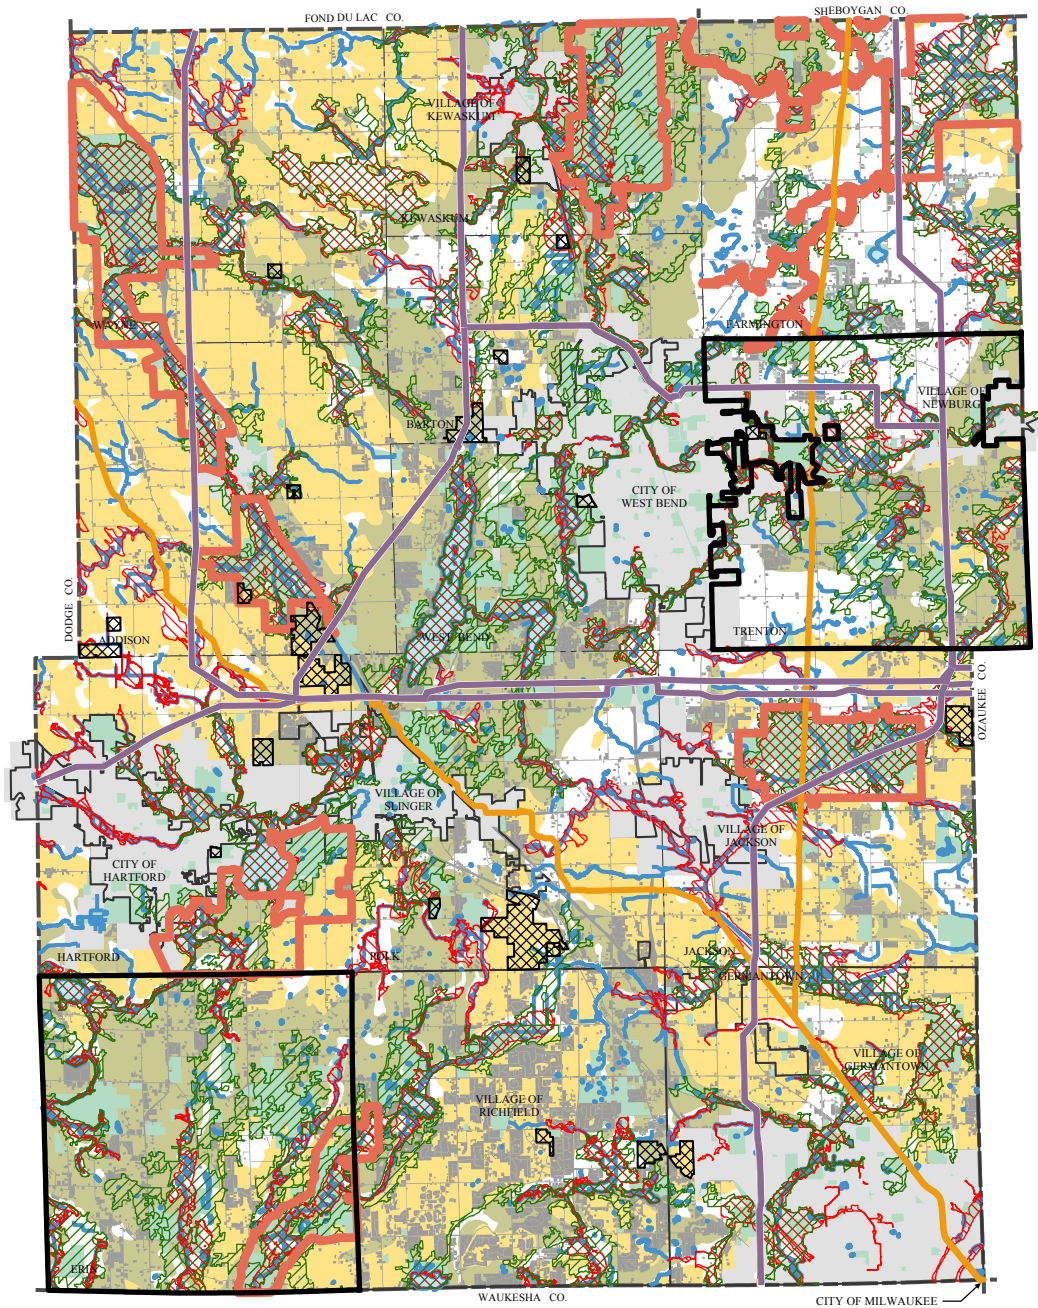 SHEBOYGAN CO.
FOND DU LAC CO.
VILLAGE OF
KEWASKUM
KEWASKUM
WAYNE
FARMINGTON
VILLAGE OF
NEWBURG
BARTON
CITY OF
WEST BEND
DODGE CO.
ADDISON
WEST BEND
TRENTON
OZAUKEE CO.
VILLAGE OF
SLINGER
VILLAGE OF
JACKSON
CITY OF
HARTFORD
HARTFORD
POLK
JACKSON
GERMANTOWN
VILLAGE OF
GERMANTOWN
VILLAGE OF
RICHFIELD
ERIN
WAUKESHA CO.
CITY OF MILWAUKEE